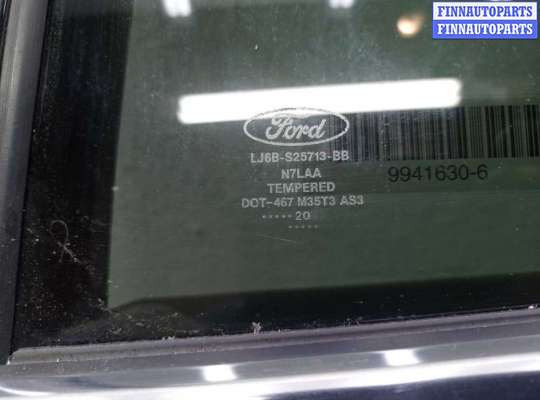 FINNAUTOPARTS
FINNAUTOPARTS
Ford
LJ6B-S25713-BB
N7LAA
9941630-6
TEMPERED
DOT-467 M35T3 AS3
····· 20
·····